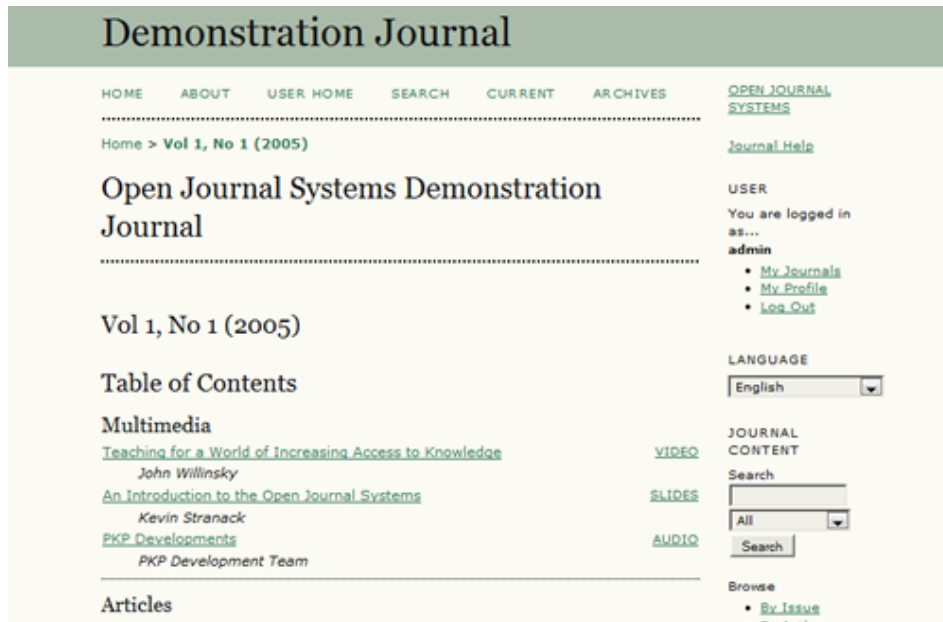 Demonstration Journal
HOME ABOUT USER HOME SEARCH CURRENT ARCHIVES
Home > Vol 1, No 1 (2005)
Open Journal Systems Demonstration
Journal
Vol 1, No 1 (2005)
Table of Contents
Multimedia
Teaching for a World of Increasing Access to Knowledge VIDEO
John Willinsky
An Introduction to the Open Journal Systems SLIDES
Kevin Stranack
PKP Developments AUDIO
PKP Development Team
Articles
OPEN JOURNAL
SYSTEMS
Journal Help
USER
You are logged in
as...
admin
My Journals
My Profile
Log Out
LANGUAGE
English
JOURNAL
CONTENT
Search
All
Search
Browse
By Issue